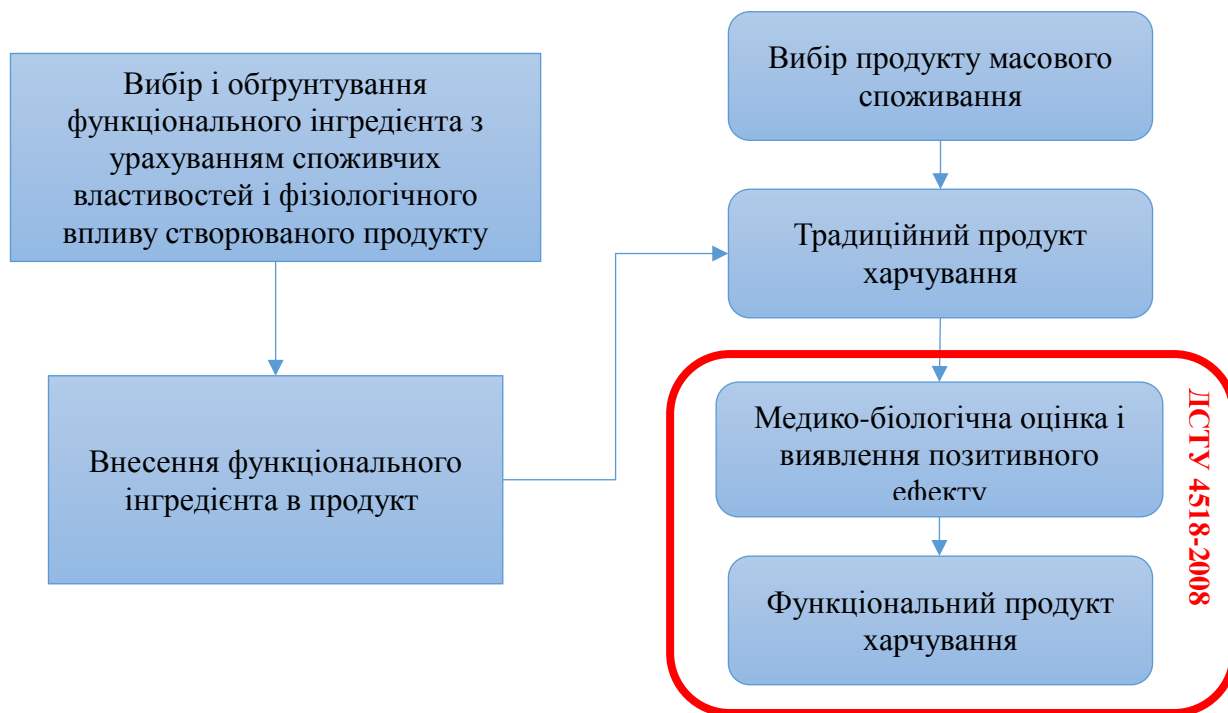 Вибір і обґрунтування
функціонального інгредієнта з
урахуванням споживчих
властивостей і фізіологічного
впливу створюваного продукту
Внесення функціонального
інгредієнта в продукт
Вибір продукту масового
споживання
Традиційний продукт
харчування
Медико-біологічна оцінка і
виявлення позитивного
ефекту
Функціональний продукт
харчування
ДСТУ 4518-2008